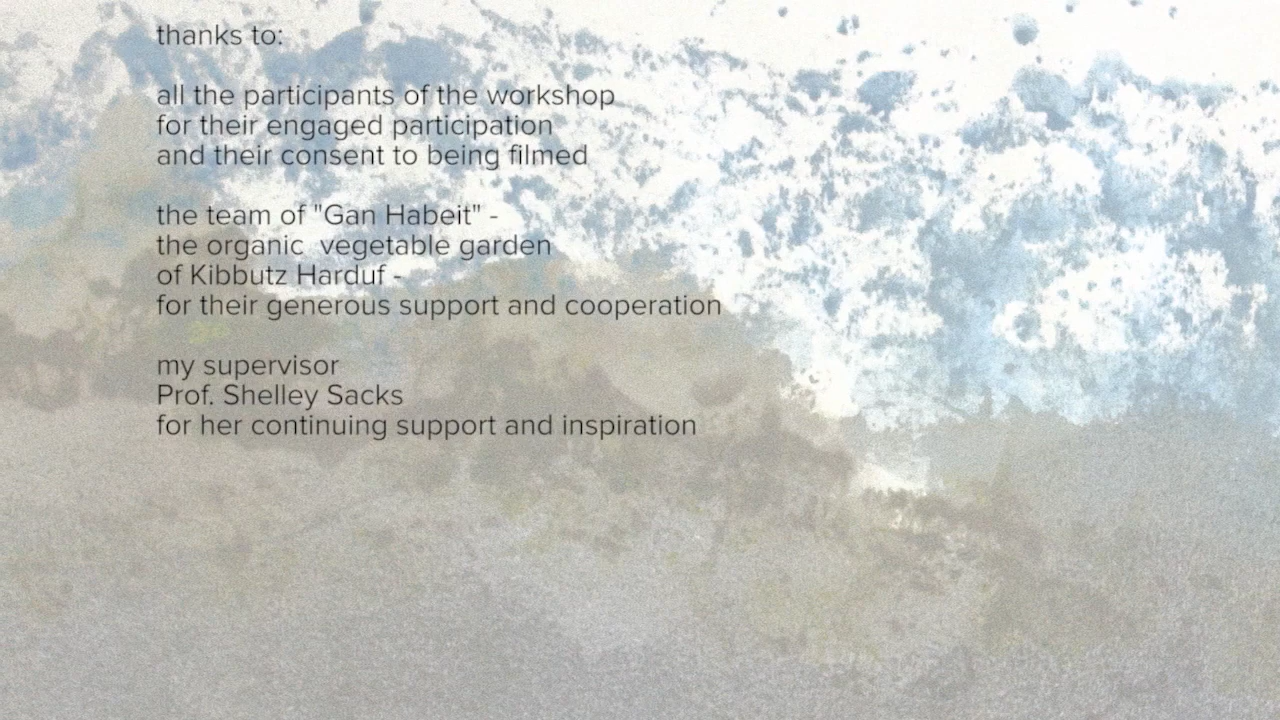 thanks to:
all the participants of the workshop
for their engaged participation
and their consent to being filmed
the team of "Gan Habeit" -
the organic  vegetable garden
of Kibbutz Harduf -
for their generous support and cooperation
my supervisor
Prof. Shelley Sacks
for her continuing support and inspiration